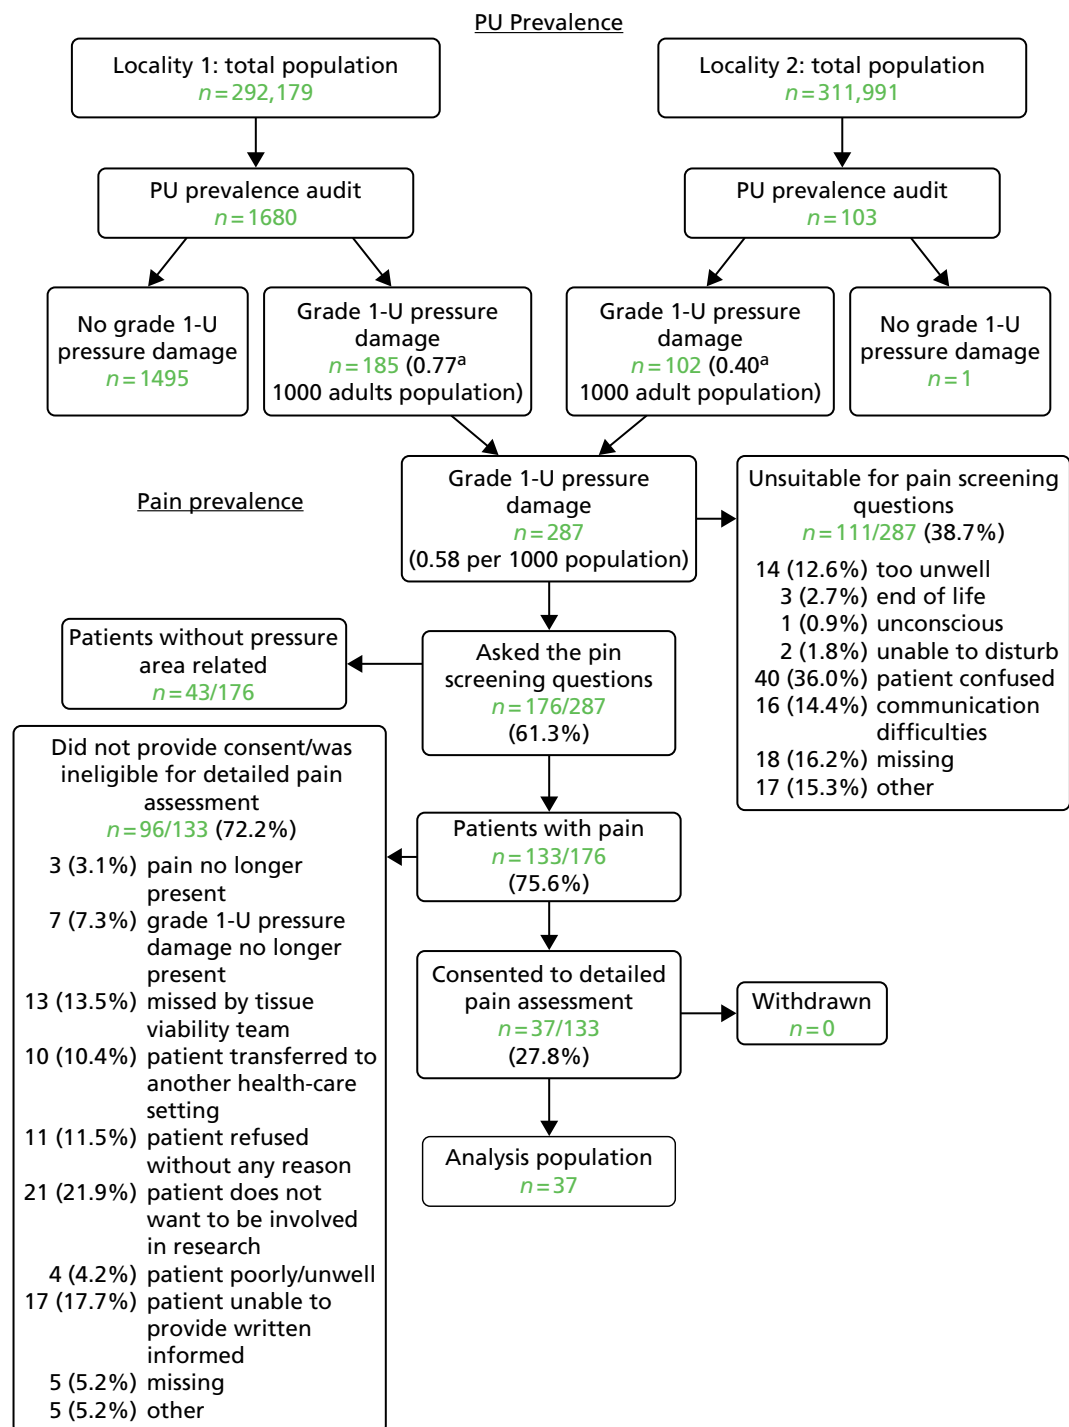 PU Prevalence
Locality 1: total population
n=292,179
Locality 2: total population
n=311,991
PU prevalence audit
n=1680
PU prevalence audit
n=103
No grade 1-U
pressure damage
n=1495
Grade 1-U pressure
damage
n=185 (0.77a
1000 adults population)
Grade 1-U pressure
damage
n=102 (0.40a
1000 adult population)
No grade 1-U
pressure damage
n=1
Pain prevalence
Grade 1-U pressure
damage
n=287
(0.58 per 1000 population)
Unsuitable for pain screening
questions
n=111/287 (38.7%)
14 (12.6%) too unwell
3 (2.7%) end of life
1 (0.9%) unconscious
2 (1.8%) unable to disturb
40 (36.0%) patient confused
16 (14.4%) communication
difficulties
18 (16.2%) missing
17 (15.3%) other
Patients without pressure
area related
n=43/176
Asked the pin
screening questions
n=176/287
(61.3%)
Did not provide consent/was
ineligible for detailed pain
assessment
n=96/133 (72.2%)
3 (3.1%) pain no longer
present
7 (7.3%) grade 1-U pressure
damage no longer
present
13 (13.5%) missed by tissue
viability team
10 (10.4%) patient transferred to
another health-care
setting
11 (11.5%) patient refused
without any reason
21 (21.9%) patient does not
want to be involved
in research
4 (4.2%) patient poorly/unwell
17 (17.7%) patient unable to
provide written
informed
5 (5.2%) missing
5 (5.2%) other
Patients with pain
n=133/176
(75.6%)
Consented to detailed
pain assessment
n=37/133
(27.8%)
Withdrawn
n=0
Analysis population
n=37